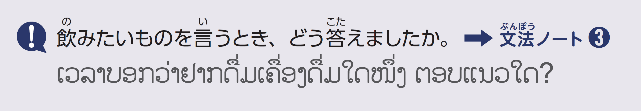 飲みたいものを言うとき、どう答えましたか。➡文法ノート❸
ເວລາບອກວ່າຢາກດື່ມເຄື່ອງດື່ມໃດໜຶ່ງ ຕອບແນວໃດ?